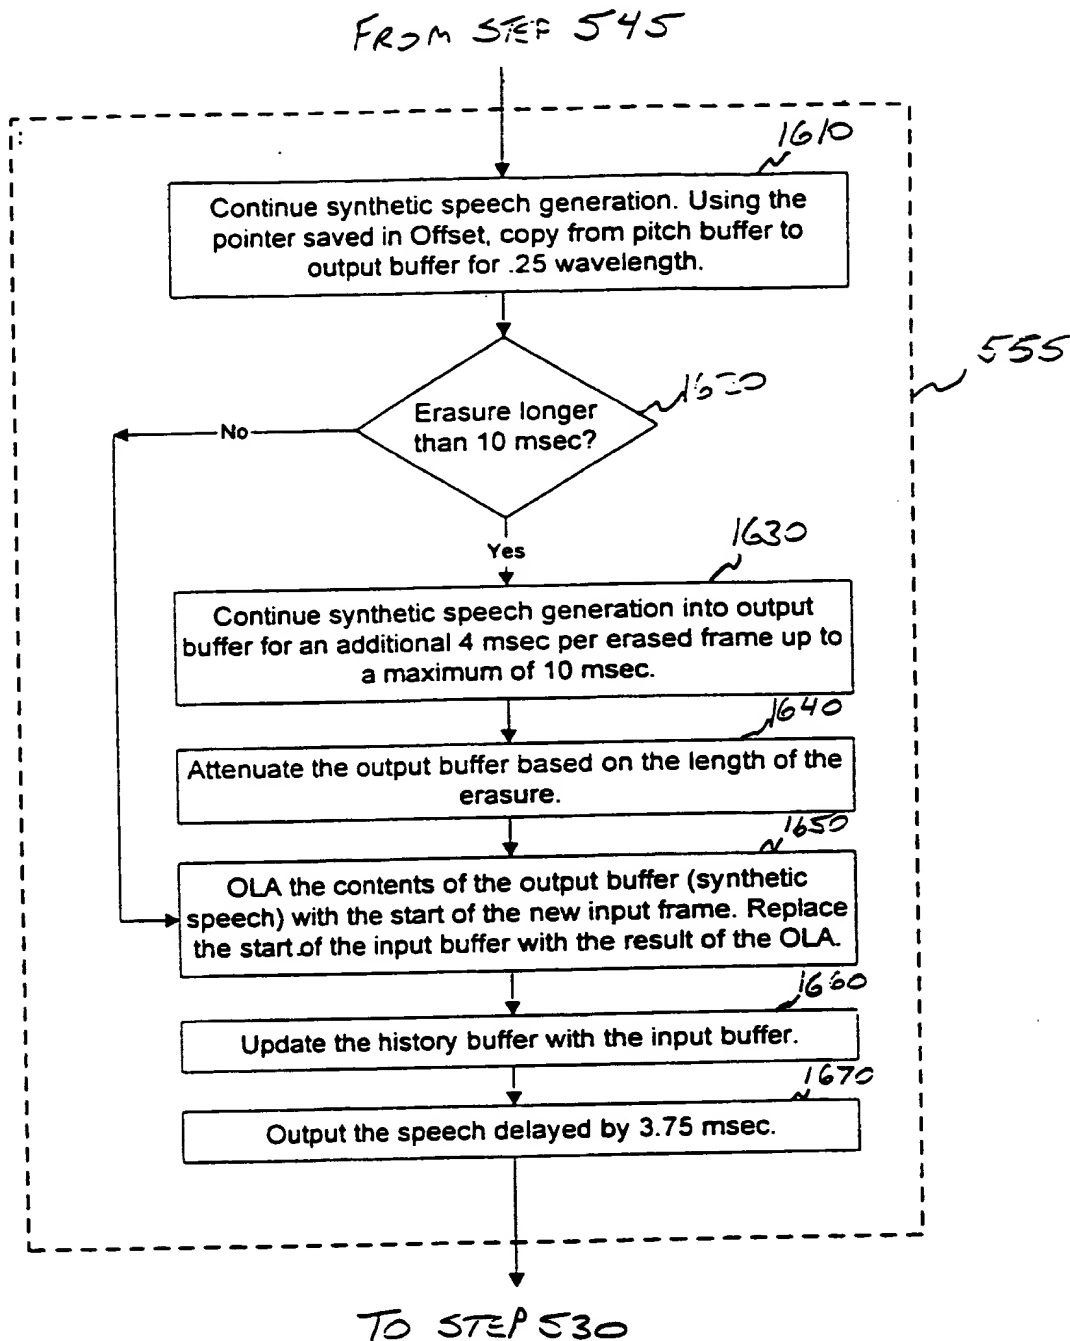 FROM STEP 545
1610
Continue synthetic speech generation. Using the
pointer saved in Offset, copy from pitch buffer to
output buffer for .25 wavelength.
555
1620
Erasure longer
than 10 msec?
No
Yes
1630
Continue synthetic speech generation into output
buffer for an additional 4 msec per erased frame up to
a maximum of 10 msec.
1640
Attenuate the output buffer based on the length of the
erasure.
1650
OLA the contents of the output buffer (synthetic
speech) with the start of the new input frame. Replace
the start of the input buffer with the result of the OLA.
1660
Update the history buffer with the input buffer.
1670
Output the speech delayed by 3.75 msec.
TO STEP 530